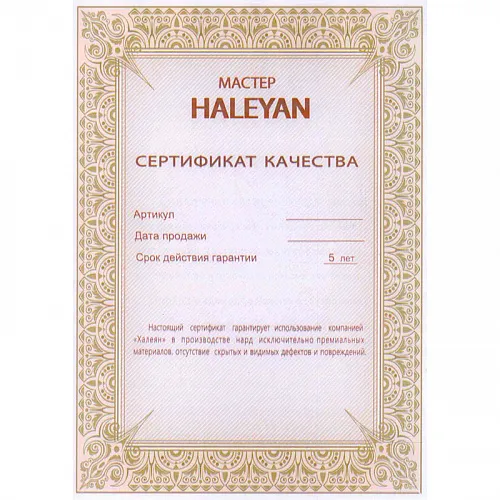 МАСТЕР
HALEYAN
СЕРТИФИКАТ КАЧЕСТВА
Артикул
Дата продажи
Срок действия гарантии 5 лет
Настоящий сертификат гарантирует использование компанией
«Халеян» в производстве нард исключительно премиальных
материалов, отсутствие скрытых и видимых дефектов и повреждений.